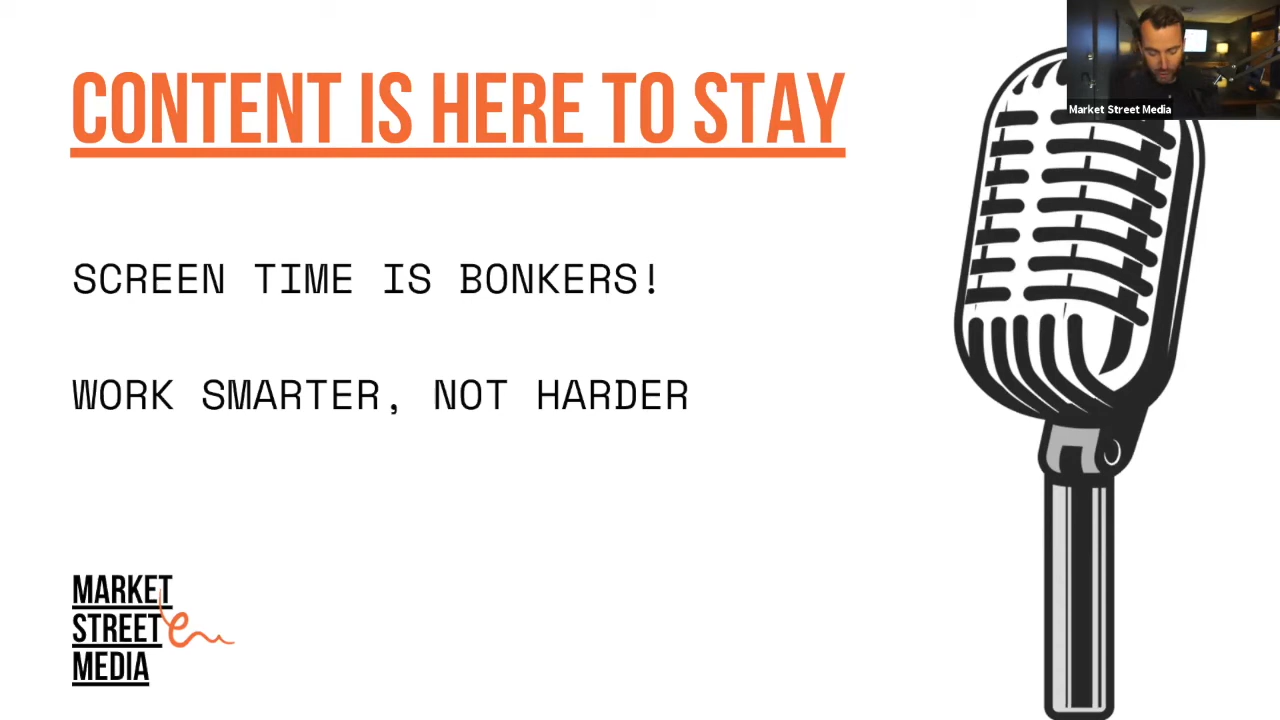 CONTENT IS HERE TO STAY
Market Street Media
SCREEN TIME IS BONKERS!
WORK SMARTER, NOT HARDER
MARKET
STREET
MEDIA